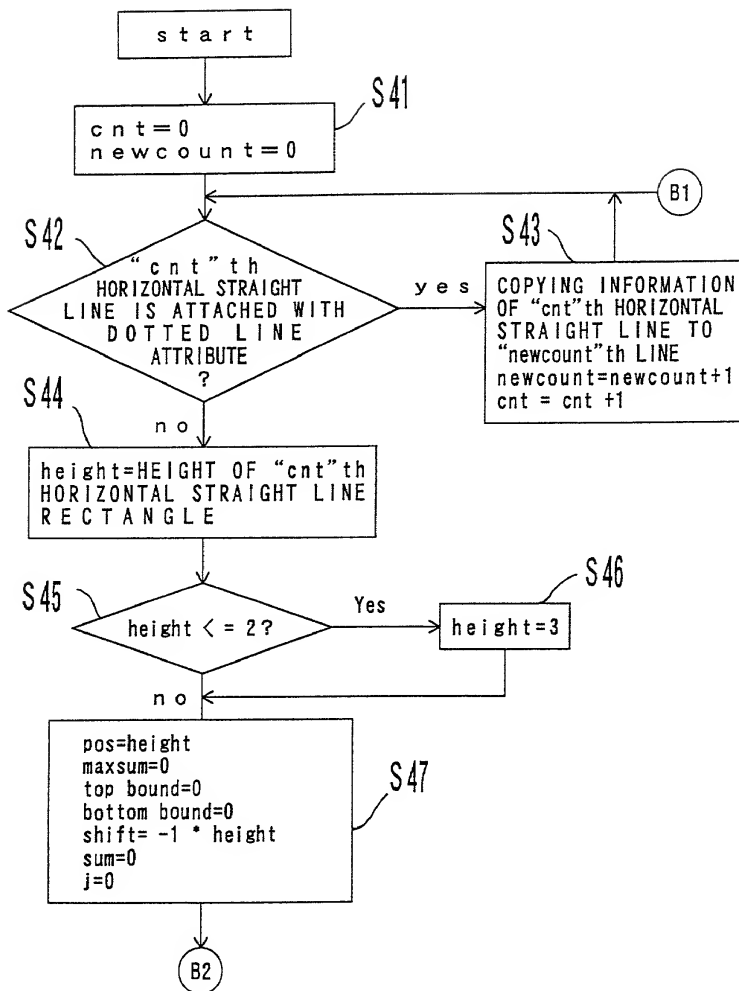 start
S41
cnt=0
newcount=0
B1
S42
"cnt"th
HORIZONTAL STRAIGHT
LINE IS ATTACHED WITH
DOTTED LINE
ATTRIBUTE
?
yes
S43
COPYING INFORMATION
OF "cnt"th HORIZONTAL
STRAIGHT LINE TO
"newcount"th LINE
newcount=newcount+1
cnt = cnt +1
no
S44
height=HEIGHT OF "cnt"th
HORIZONTAL STRAIGHT LINE
RECTANGLE
S45
height < = 2?
Yes
S46
height=3
no
S47
pos=height
maxsum=0
top bound=0
bottom bound=0
shift= -1 * height
sum=0
j=0
B2